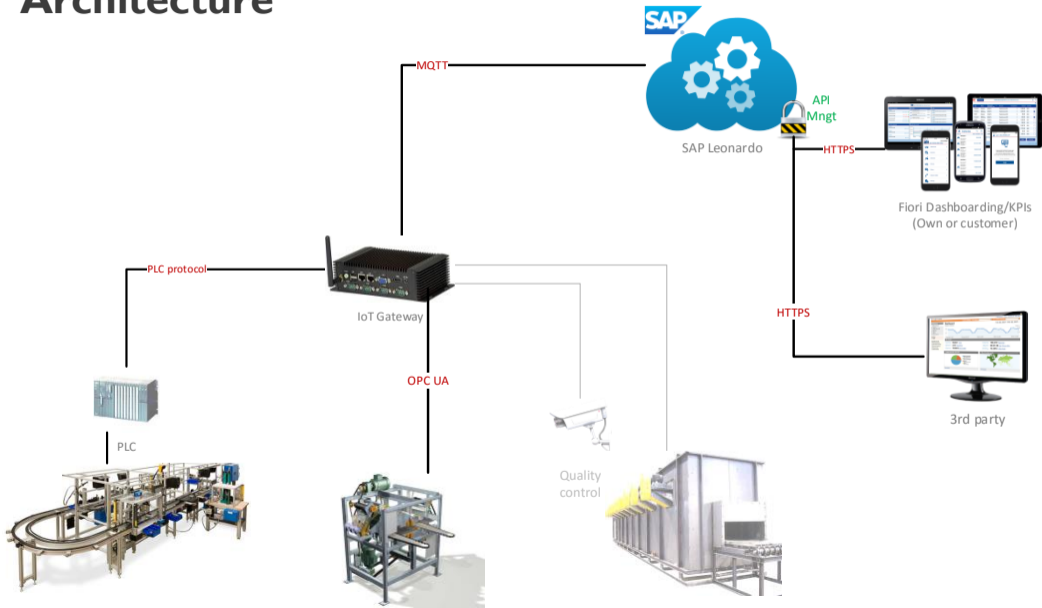 Architecture
SAP
MQTT
API
Mngt
SAP Leonardo
HTTPS
Fiori Dashboarding/KPIs
(Own or customer)
PLC protocol
IoT Gateway
HTTPS
OPC UA
3rd party
PLC
Quality
control